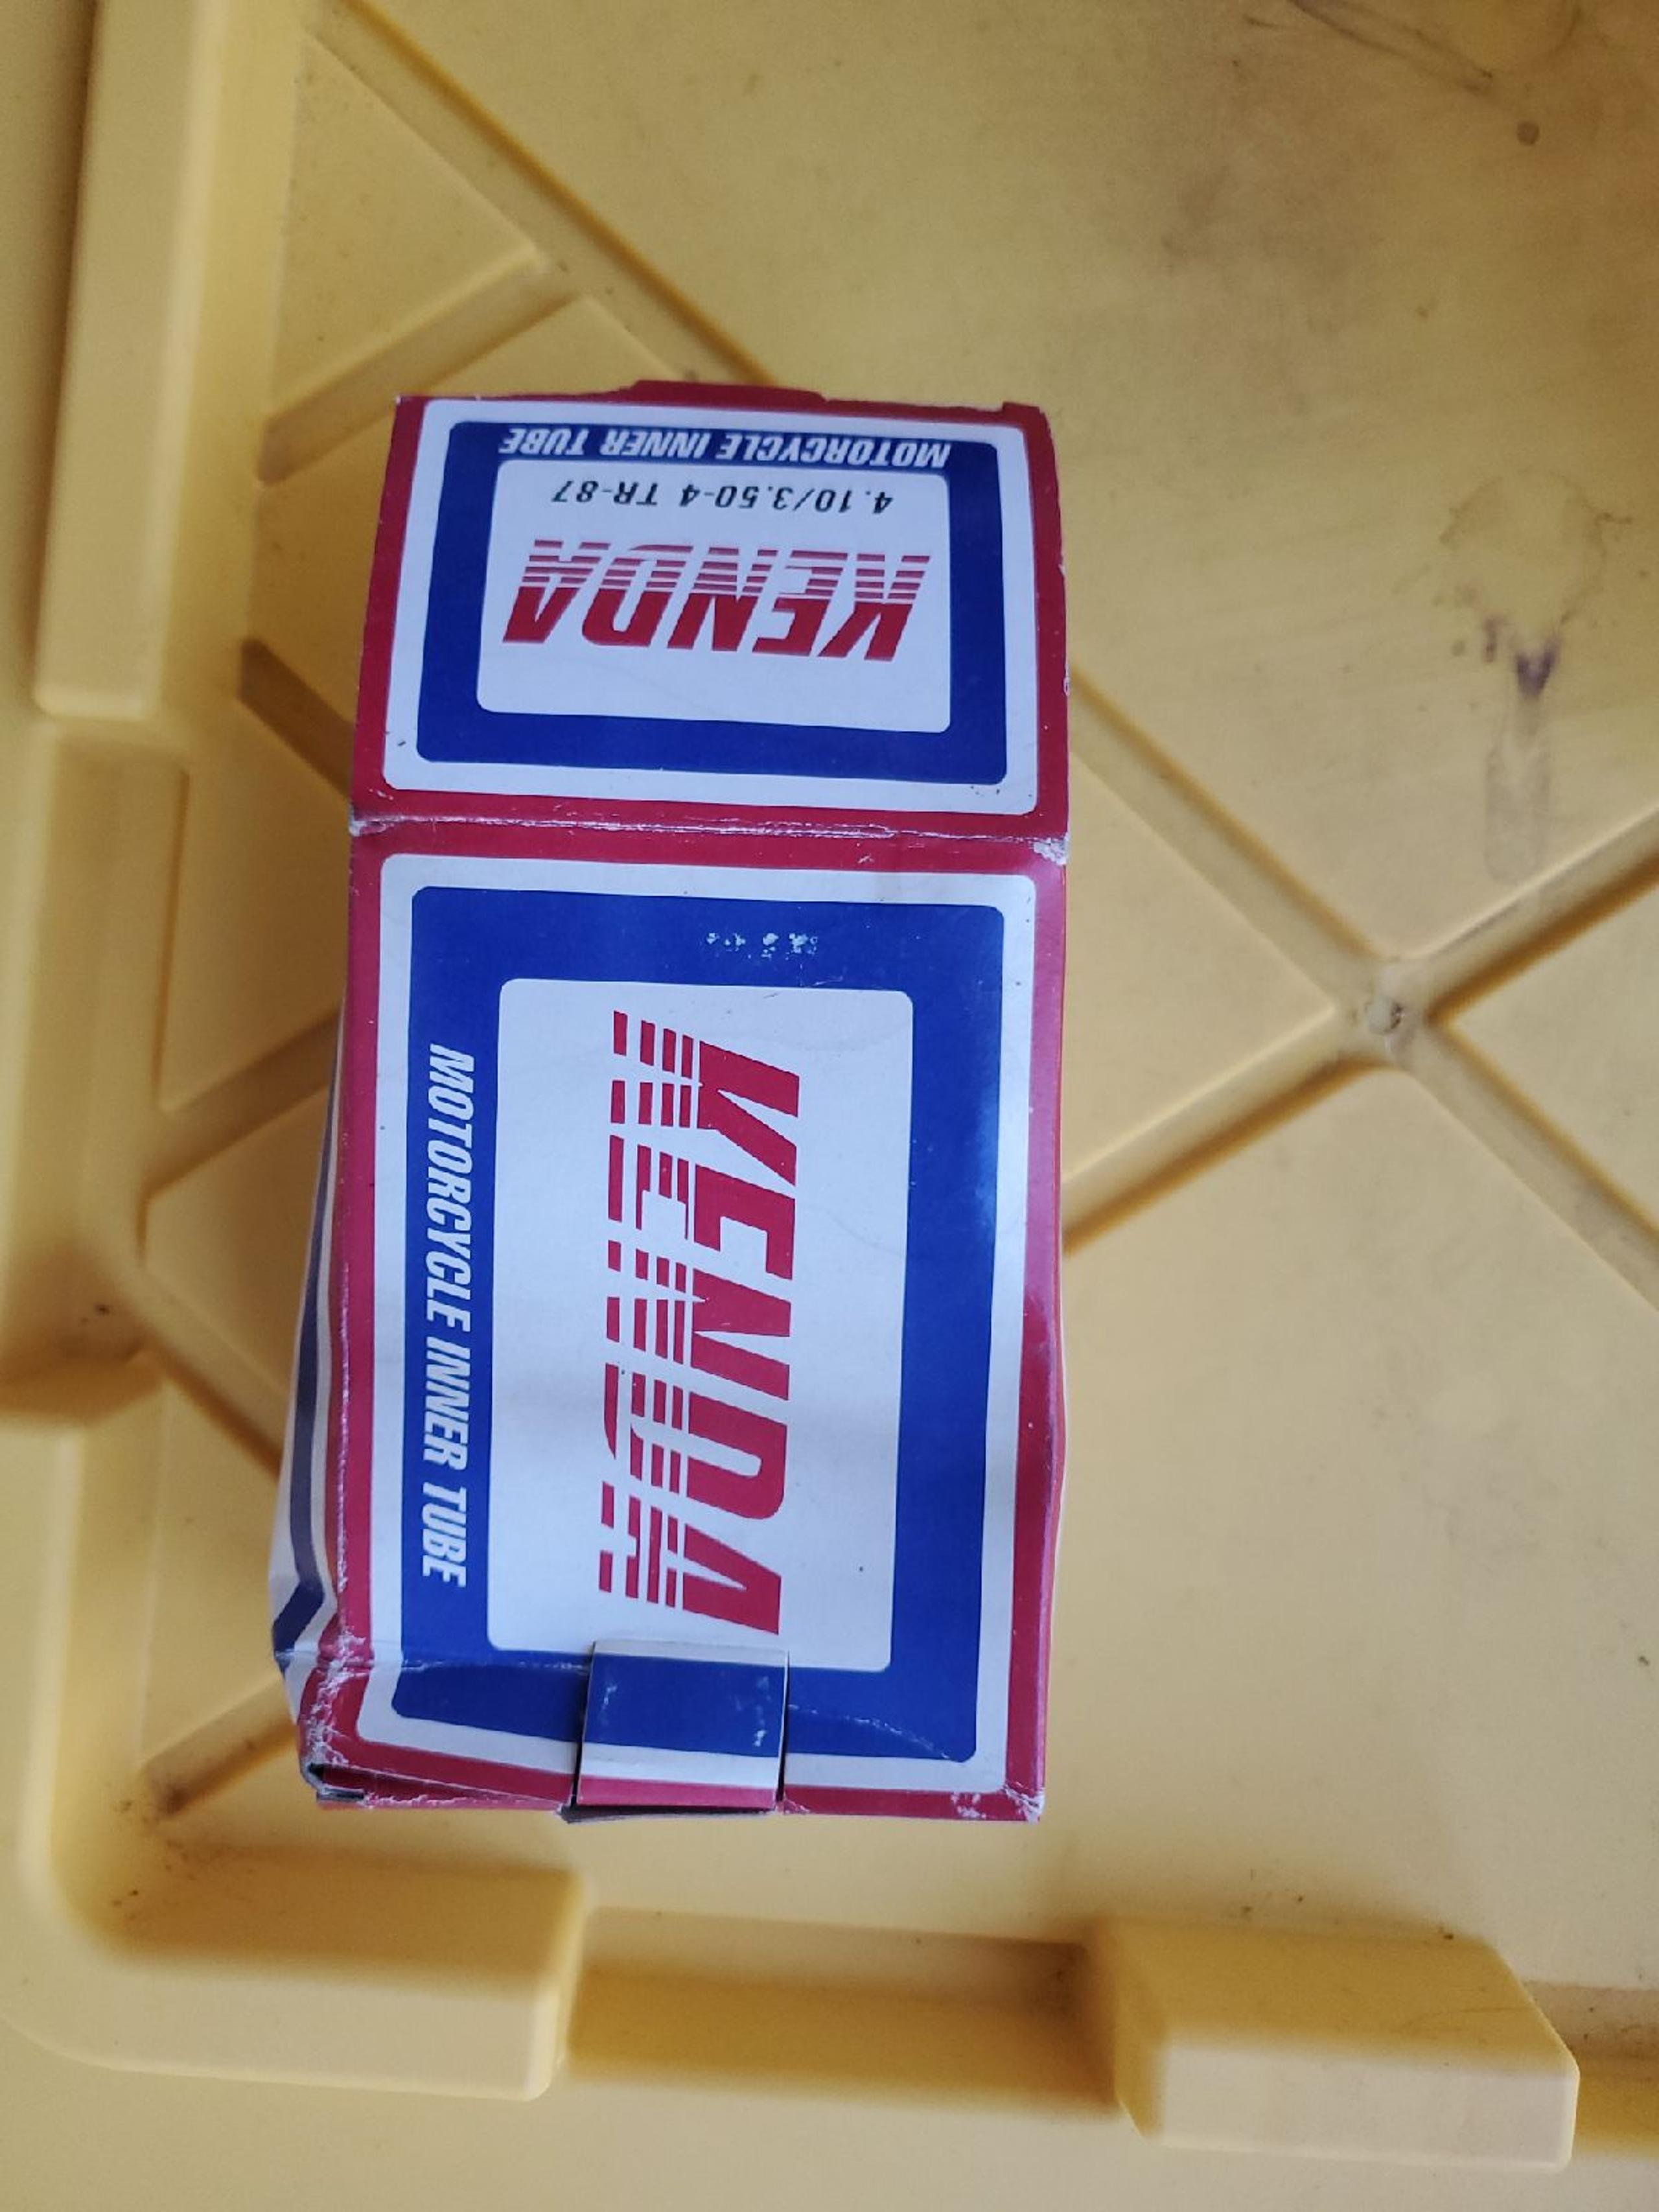 MOTORCYCLE INNER TUBE
4.10/3.50-4 TR-87
KENDA
KENDA
MOTORCYCLE INNER TUBE